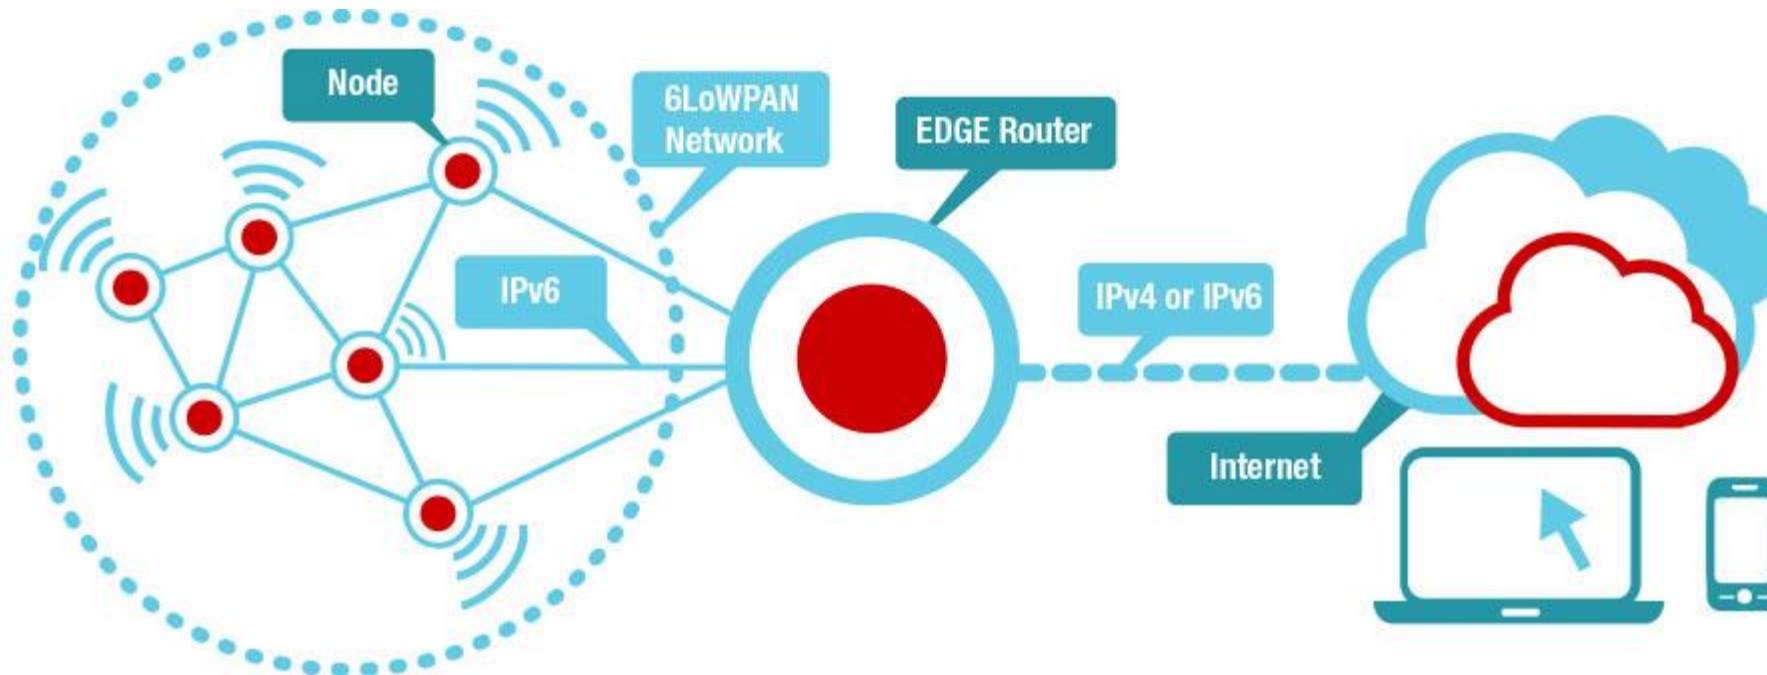 Node
6LoWPAN
Network
EDGE Router
IPv6
IPv4 or IPv6
Internet